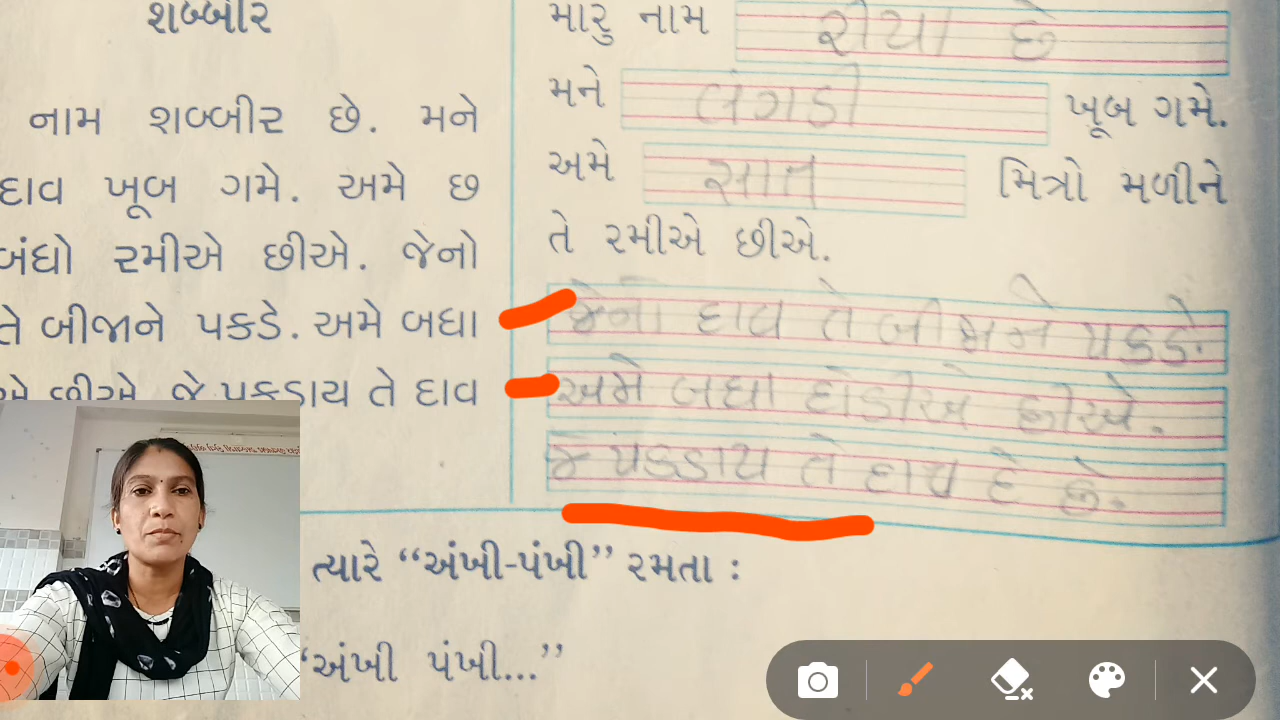 શબ્બીર
નામ શબ્બીર છે. મને
દાવ ખૂબ ગમે. અમે છ
બંધો રમીએ છીએ. જેનો
તે બીજાને પકડે. અમે બધા
એ છીએ. જે પકડાય તે દાવ
મારુ નામ રીયા છે
મને લંગડી ખૂબ ગમે.
અમે સાત મિત્રો મળીને
તે રમીએ છીએ.
જેનો દાવ તે બીજાને પકડે.
અમે બધા દોડીએ છીએ.
જે પકડાય તે દાવ દે છે.
ત્યારે “અંખી-પંખી” રમતા :
‘અંખી પંખી...”